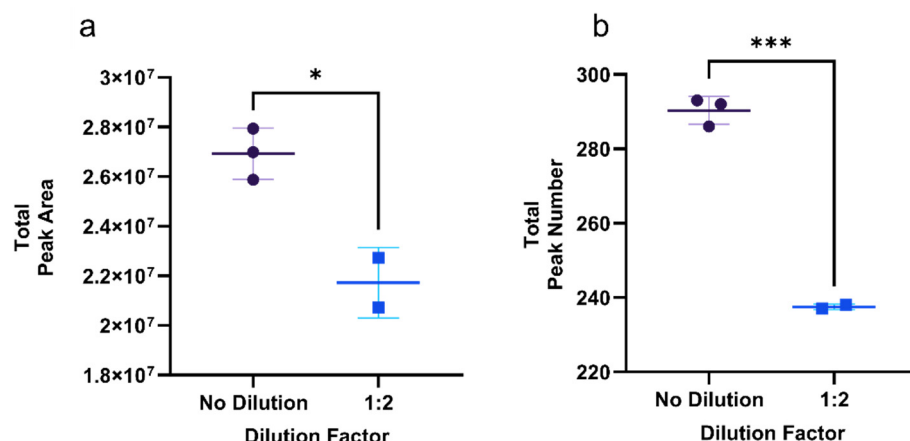 a
*
3×10⁷
2.8×10⁷
2.6×10⁷
2.4×10⁷
2.2×10⁷
2×10⁷
1.8×10⁷
Total
Peak Area
No Dilution 1:2
Dilution Factor
b
***
300
280
260
240
220
Total
Peak Number
No Dilution 1:2
Dilution Factor